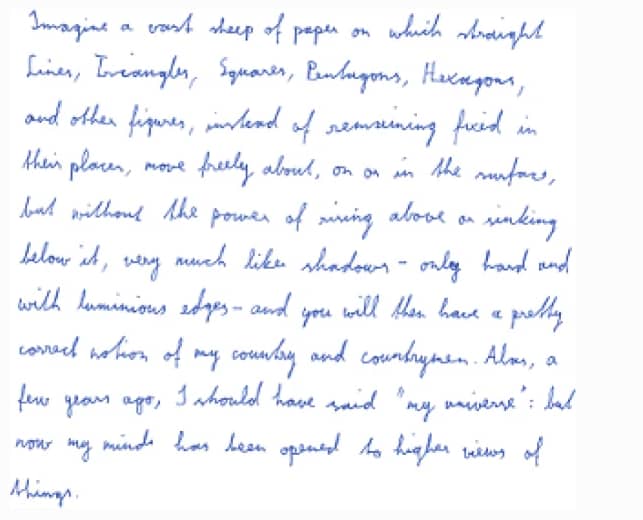 Imagine a vast sheep of paper on which straight
Lines, Triangles, Squares, Pentagons, Hexagons,
and other figures, instead of remaining fixed in
their places, move freely about, on or in the surface,
but without the power of rising above or sinking
below it, very much like shadows - only hard and
with luminious edges - and you will then have a pretty
correct notion of my country and countrymen. Alas, a
few years ago, I should have said "my universe": but
now my mind has been opened to higher views of
things.